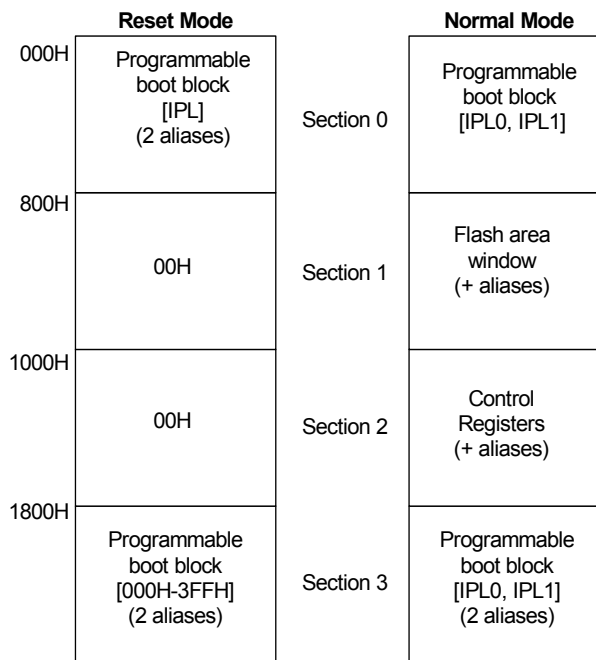 Reset Mode
Normal Mode
000H
Programmable
boot block
[IPL]
(2 aliases)
Section 0
Programmable
boot block
[IPL0, IPL1]
800H
00H
Section 1
Flash area
window
(+ aliases)
1000H
00H
Section 2
Control
Registers
(+ aliases)
1800H
Programmable
boot block
[000H-3FFH]
(2 aliases)
Section 3
Programmable
boot block
[IPL0, IPL1]
(2 aliases)